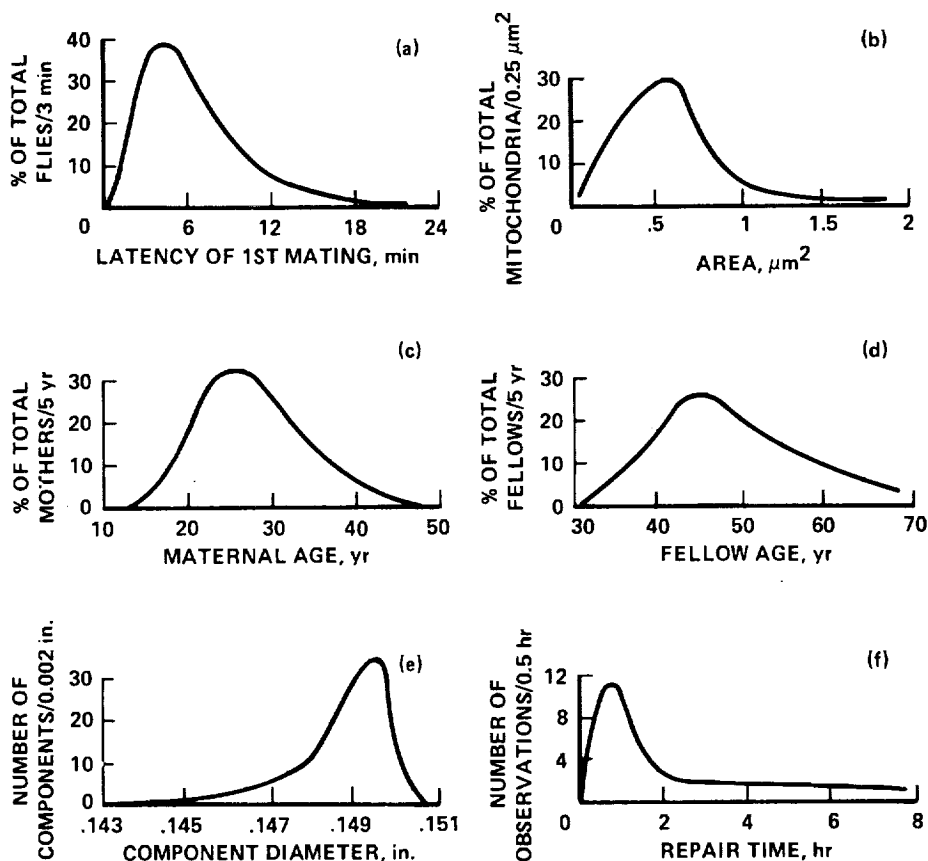 (a)
% OF TOTAL
FLIES/3 min
40
30
20
10
0 6 12 18 24
LATENCY OF 1ST MATING, min
(b)
% OF TOTAL
MITOCHONDRIA/0.25 μm²
30
20
10
0 .5 1 1.5 2
AREA, μm²
(c)
% OF TOTAL
MOTHERS/5 yr
30
20
10
0
10 20 30 40 50
MATERNAL AGE, yr
(d)
% OF TOTAL
FELLOWS/5 yr
30
20
10
0
30 40 50 60 70
FELLOW AGE, yr
(e)
NUMBER OF
COMPONENTS/0.002 in.
30
20
10
0
.143 .145 .147 .149 .151
COMPONENT DIAMETER, in.
(f)
NUMBER OF
OBSERVATIONS/0.5 hr
12
8
4
0 2 4 6 8
REPAIR TIME, hr